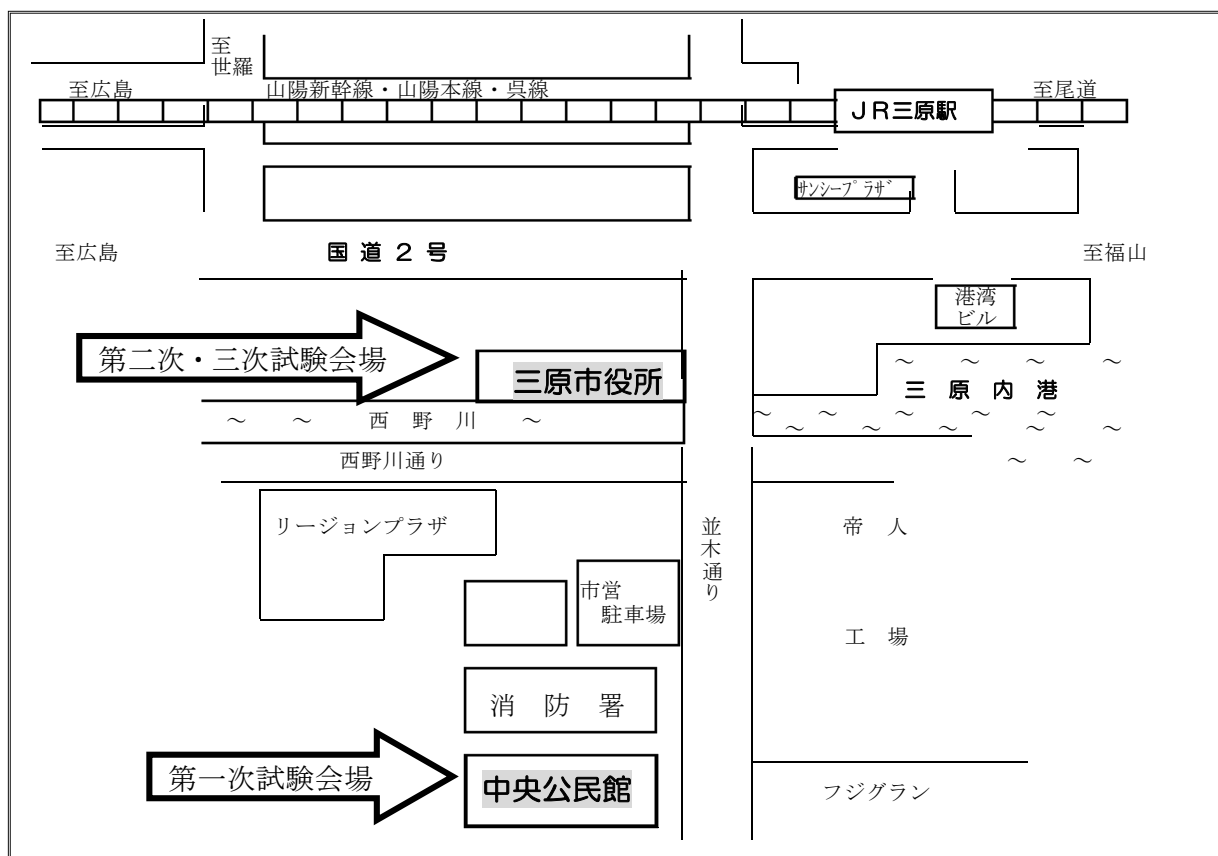 至
世羅
至広島
山陽新幹線・山陽本線・呉線
至尾道
ＪＲ三原駅
ｻﾝｼｰﾌﾟﾗｻﾞ
至広島
国道２号
至福山
港湾
ビル
第二次・三次試験会場
三原市役所
～　～　西　野　川　～
～　～　～　～
三　原　内　港
～　～　～　～　～
～　～　～　～　～
～　～
西野川通り
リージョンプラザ
並木通り
帝　人
市営
駐車場
工　場
消　防　署
第一次試験会場
中央公民館
フジグラン